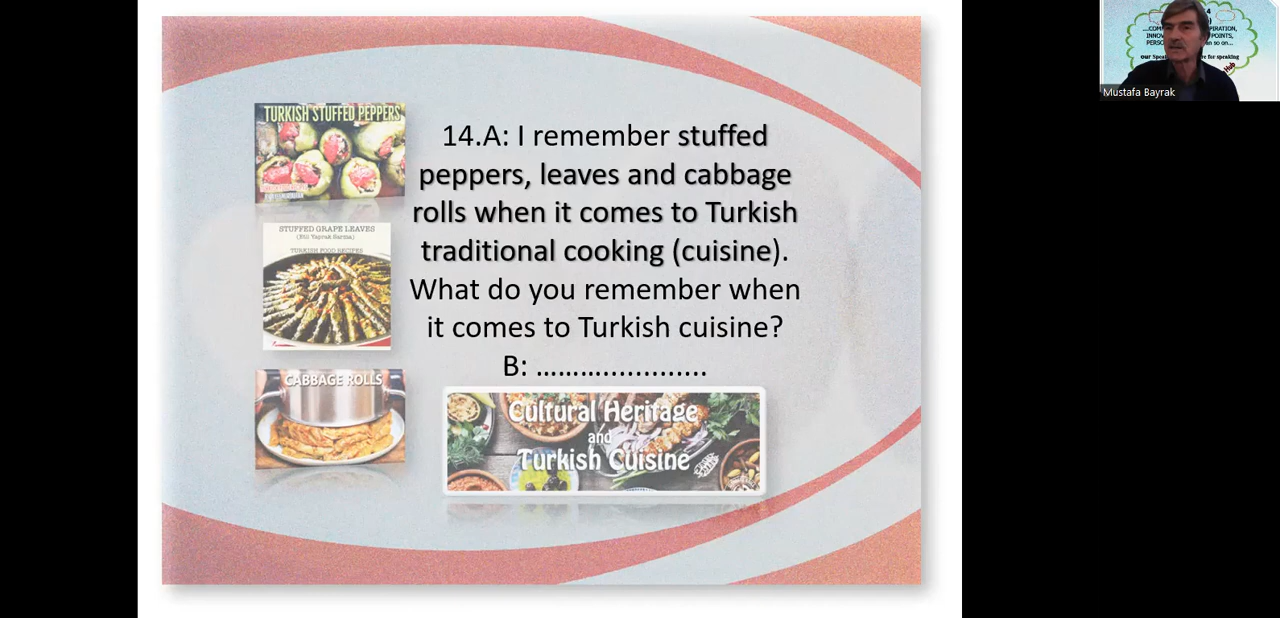 TURKISH STUFFED PEPPERS
14.A: I remember stuffed
peppers, leaves and cabbage
rolls when it comes to Turkish
traditional cooking (cuisine).
What do you remember when
it comes to Turkish cuisine?
B: ......................
STUFFED GRAPE LEAVES
TURKISH FOOD RECIPES
CABBAGE ROLLS
Cultural Heritage
and
Turkish Cuisine
Mustafa Bayrak